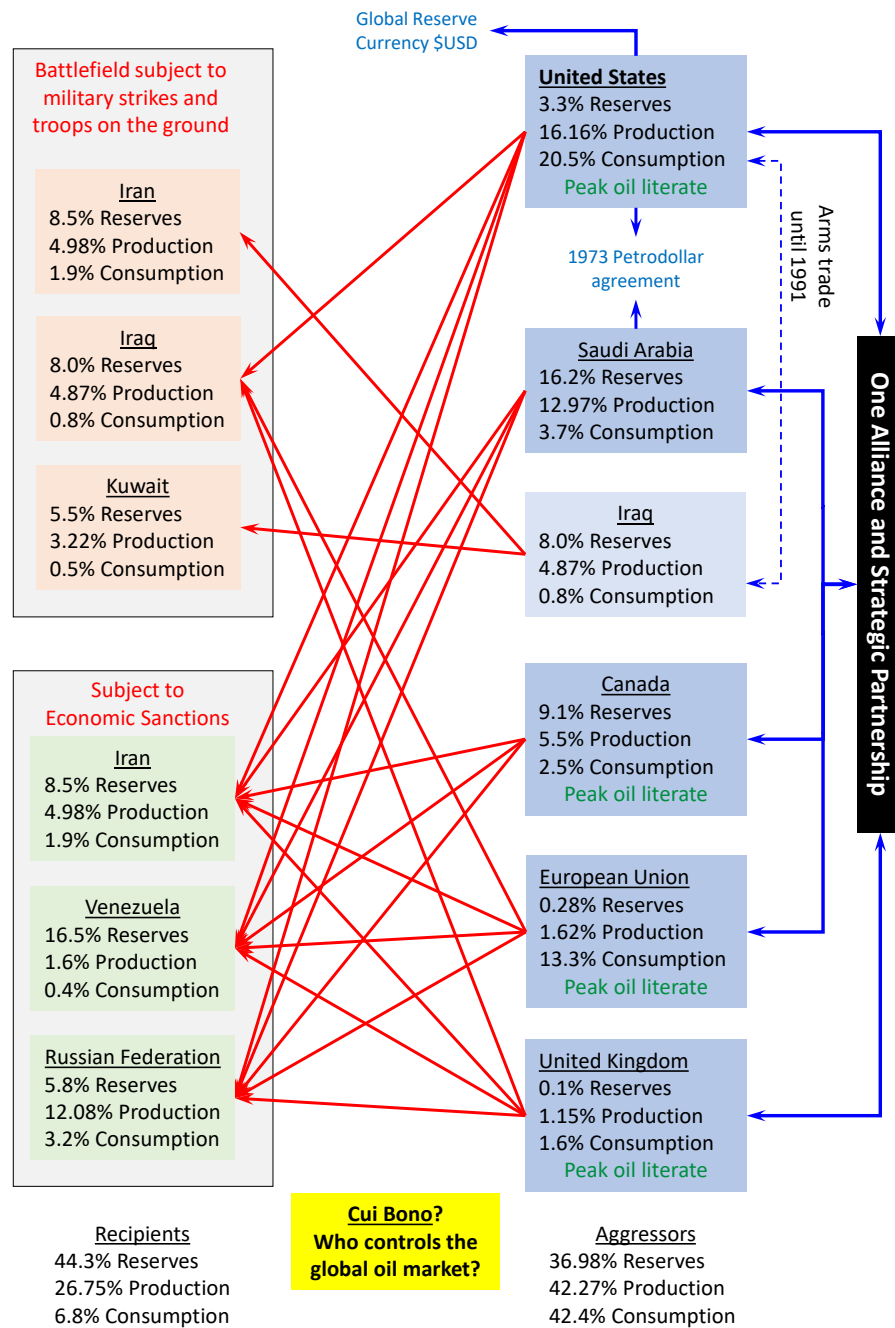 Global Reserve
Currency $USD
Battlefield subject to
military strikes and
troops on the ground
Iran
8.5% Reserves
4.98% Production
1.9% Consumption
Iraq
8.0% Reserves
4.87% Production
0.8% Consumption
Kuwait
5.5% Reserves
3.22% Production
0.5% Consumption
Subject to
Economic Sanctions
Iran
8.5% Reserves
4.98% Production
1.9% Consumption
Venezuela
16.5% Reserves
1.6% Production
0.4% Consumption
Russian Federation
5.8% Reserves
12.08% Production
3.2% Consumption
Recipients
44.3% Reserves
26.75% Production
6.8% Consumption
Cui Bono?
Who controls the
global oil market?
United States
3.3% Reserves
16.16% Production
20.5% Consumption
Peak oil literate
1973 Petrodollar
agreement
Saudi Arabia
16.2% Reserves
12.97% Production
3.7% Consumption
Iraq
8.0% Reserves
4.87% Production
0.8% Consumption
Canada
9.1% Reserves
5.5% Production
2.5% Consumption
Peak oil literate
European Union
0.28% Reserves
1.62% Production
13.3% Consumption
Peak oil literate
United Kingdom
0.1% Reserves
1.15% Production
1.6% Consumption
Peak oil literate
Aggressors
36.98% Reserves
42.27% Production
42.4% Consumption
Arms trade
until 1991
One Alliance and Strategic Partnership